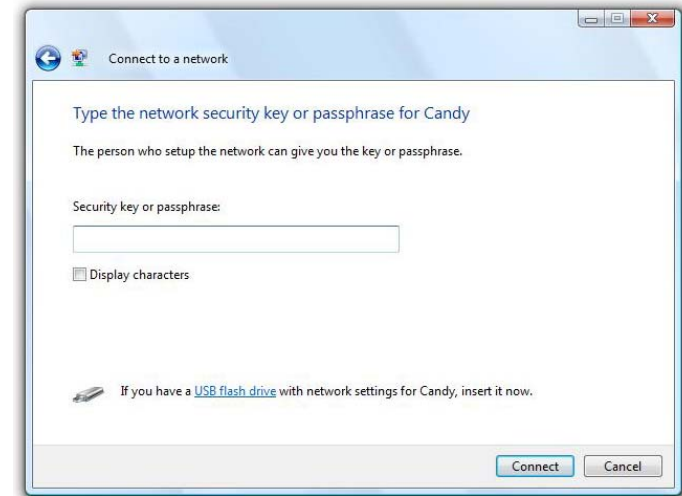 Connect to a network
Type the network security key or passphrase for Candy
The person who setup the network can give you the key or passphrase.
Security key or passphrase:
Display characters
If you have a USB flash drive with network settings for Candy, insert it now.
Connect Cancel